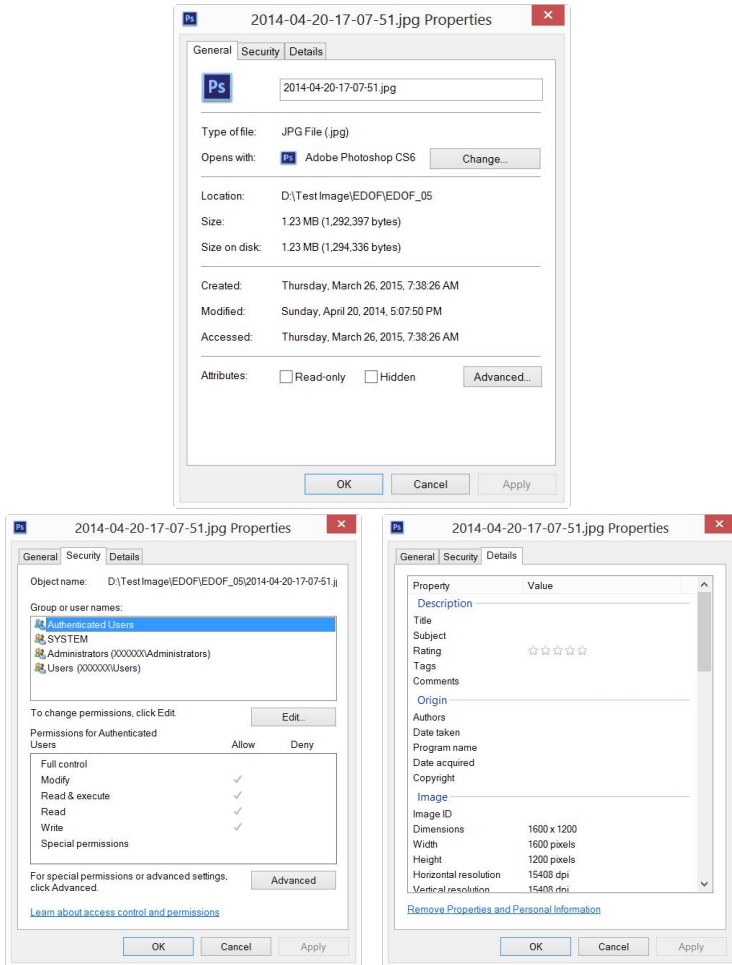 Ps
2014-04-20-17-07-51.jpg Properties
General Security Details
Ps
2014-04-20-17-07-51.jpg
Type of file: JPG File (.jpg)
Opens with: Ps Adobe Photoshop CS6 Change...
Location: D:\Test Image\EDOF\EDOF_05
Size: 1.23 MB (1,292,397 bytes)
Size on disk: 1.23 MB (1,294,336 bytes)
Created: Thursday, March 26, 2015, 7:38:26 AM
Modified: Sunday, April 20, 2014, 5:07:50 PM
Accessed: Thursday, March 26, 2015, 7:38:26 AM
Attributes: Read-only Hidden Advanced...
OK Cancel Apply
Ps
2014-04-20-17-07-51.jpg Properties
General Security Details
Object name: D:\Test Image\EDOF\EDOF_05\2014-04-20-17-07-51.j
Group or user names:
Authenticated Users
SYSTEM
Administrators (XXXXXX\Administrators)
Users (XXXXXX\Users)
To change permissions, click Edit. Edit...
Permissions for Authenticated
Users Allow Deny
Full control
Modify
Read & execute
Read
Write
Special permissions
For special permissions or advanced settings,
click Advanced. Advanced
Learn about access control and permissions
OK Cancel Apply
Ps
2014-04-20-17-07-51.jpg Properties
General Security Details
Property Value
Description
Title
Subject
Rating
Tags
Comments
Origin
Authors
Date taken
Program name
Date acquired
Copyright
Image
Image ID
Dimensions 1600 x 1200
Width 1600 pixels
Height 1200 pixels
Horizontal resolution 15408 dpi
Vertical resolution 15408 dpi
Remove Properties and Personal Information
OK Cancel Apply